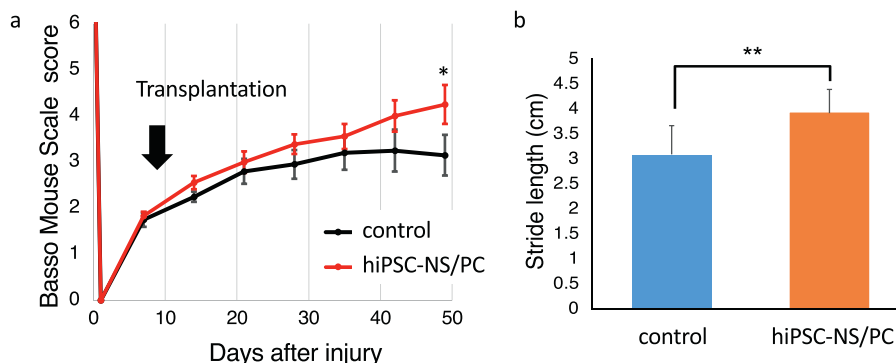 a
Basso Mouse Scale score
6
5
4
3
2
1
0
0
10
20
30
40
50
Days after injury
Transplantation
*
control
hiPSC-NS/PC
b
Stride length (cm)
5
4.5
4
3.5
3
2.5
2
1.5
1
0.5
0
**
control
hiPSC-NS/PC